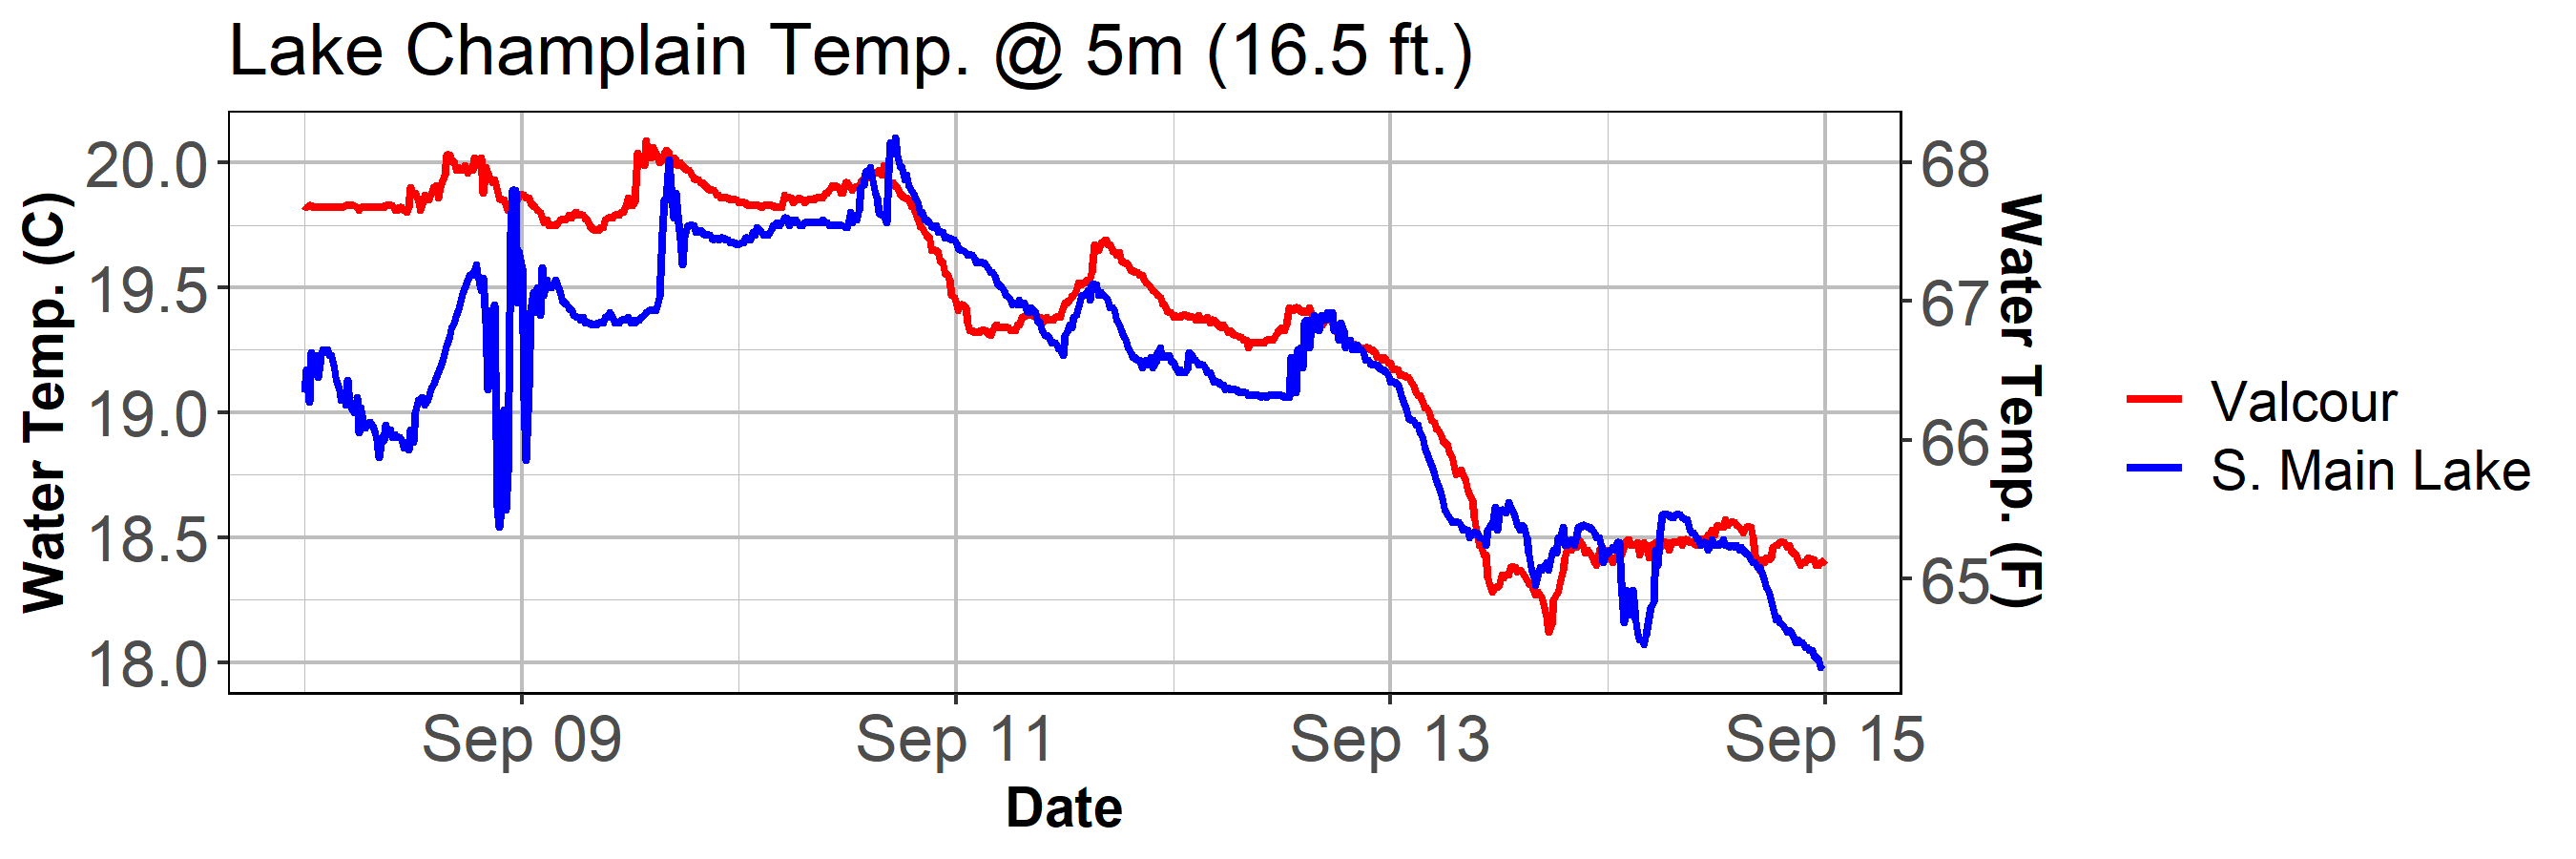 Lake Champlain Temp. @ 5m (16.5 ft.)
Water Temp. (C)
20.0
19.5
19.0
18.5
18.0
68
67
66
65
Water Temp. (F)
Valcour
S. Main Lake
Sep 09
Sep 11
Sep 13
Sep 15
Date